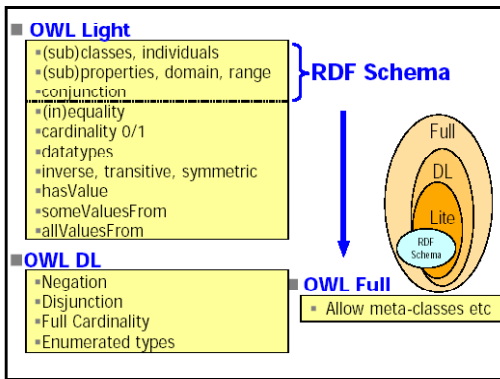 OWL Light
(sub)classes, individuals
(sub)properties, domain, range
conjunction
(in)equality
cardinality 0/1
datatypes
inverse, transitive, symmetric
hasValue
someValuesFrom
allValuesFrom
RDF Schema
Full
DL
Lite
RDF
Schema
OWL DL
Negation
Disjunction
Full Cardinality
Enumerated types
OWL Full
Allow meta-classes etc